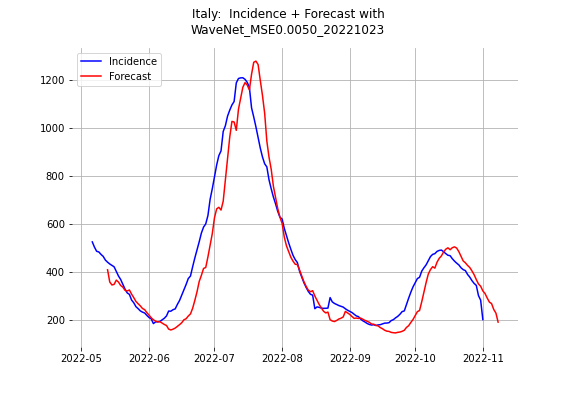 Italy:  Incidence + Forecast with
WaveNet_MSE0.0050_20221023
Incidence
Forecast
1200
1000
800
600
400
200
2022-05 2022-06 2022-07 2022-08 2022-09 2022-10 2022-11